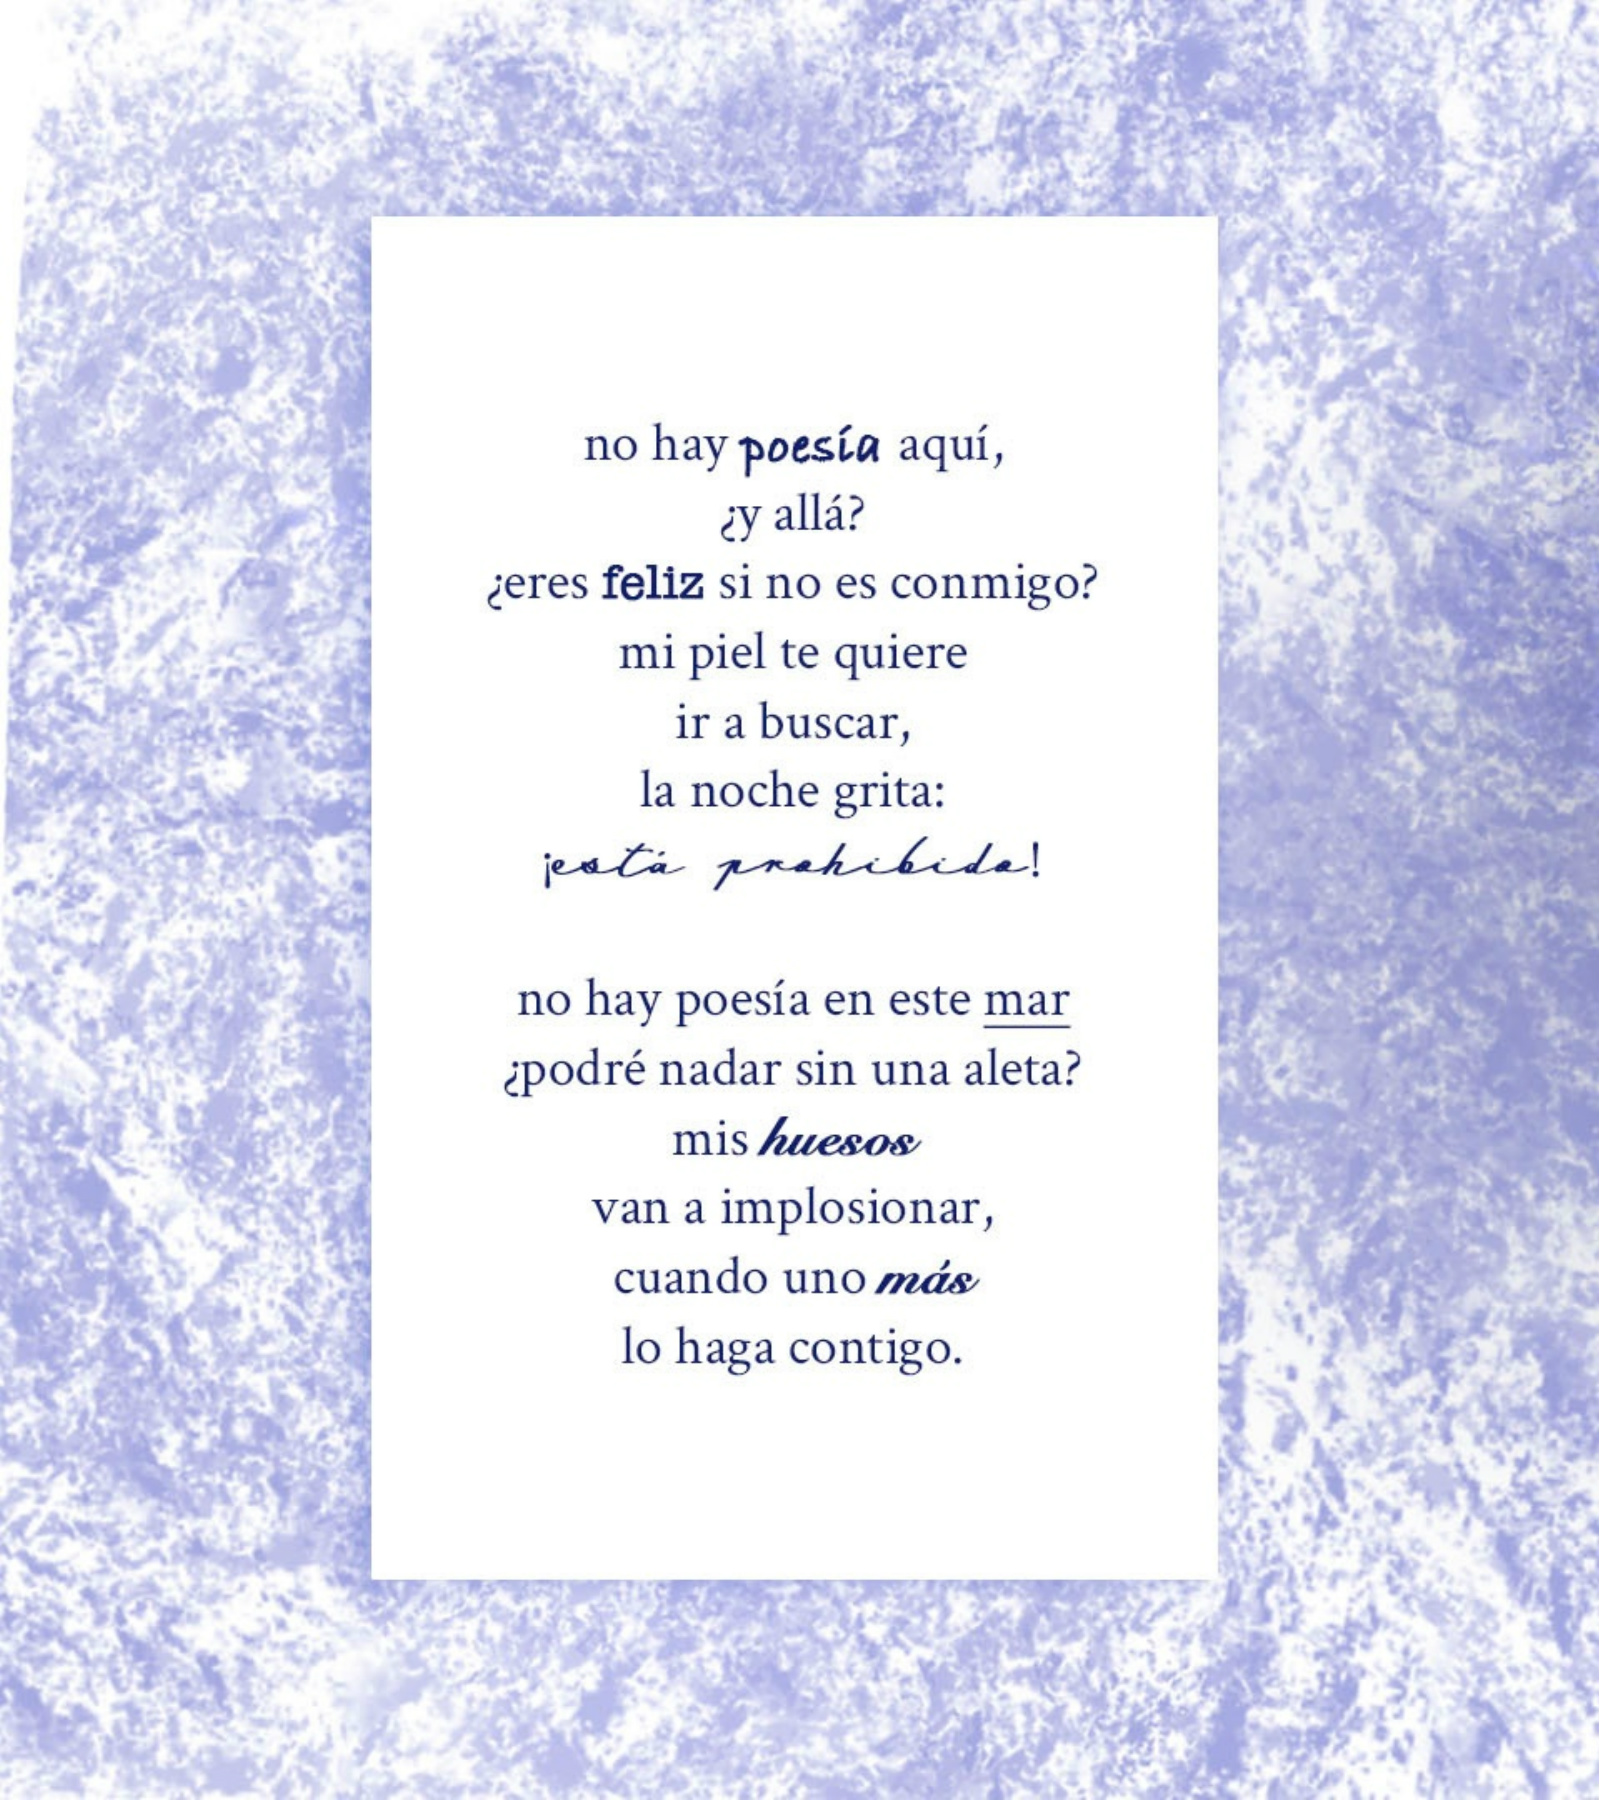 no hay poesía aquí,
¿y allá?
¿eres feliz si no es conmigo?
mi piel te quiere
ir a buscar,
la noche grita:
¡está prohibido!
no hay poesía en este mar
¿podré nadar sin una aleta?
mis huesos
van a implosionar,
cuando uno más
lo haga contigo.